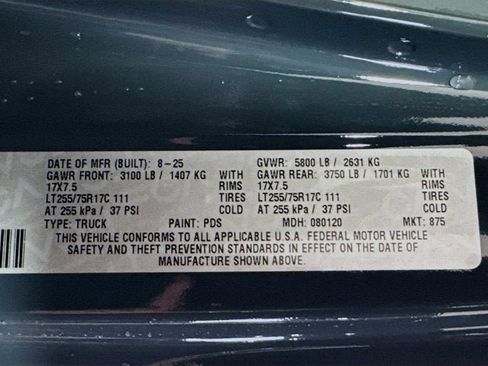 DATE OF MFR (BUILT): 8-25 GVWR: 5800 LB / 2631 KG
GAWR FRONT: 3100 LB / 1407 KG WITH GAWR REAR: 3750 LB / 1701 KG WITH
17X7.5 RIMS 17X7.5 RIMS
LT255/75R17C 111 LT255/75R17C 111
AT 255 kPa / 37 PSI COLD AT 255 kPa / 37 PSI COLD
TYPE: TRUCK PAINT: PDS MDH: 080120 MKT: 875
THIS VEHICLE CONFORMS TO ALL APPLICABLE U.S.A. FEDERAL MOTOR VEHICLE
SAFETY AND THEFT PREVENTION STANDARDS IN EFFECT ON THE DATE OF
MANUFACTURE SHOWN ABOVE.